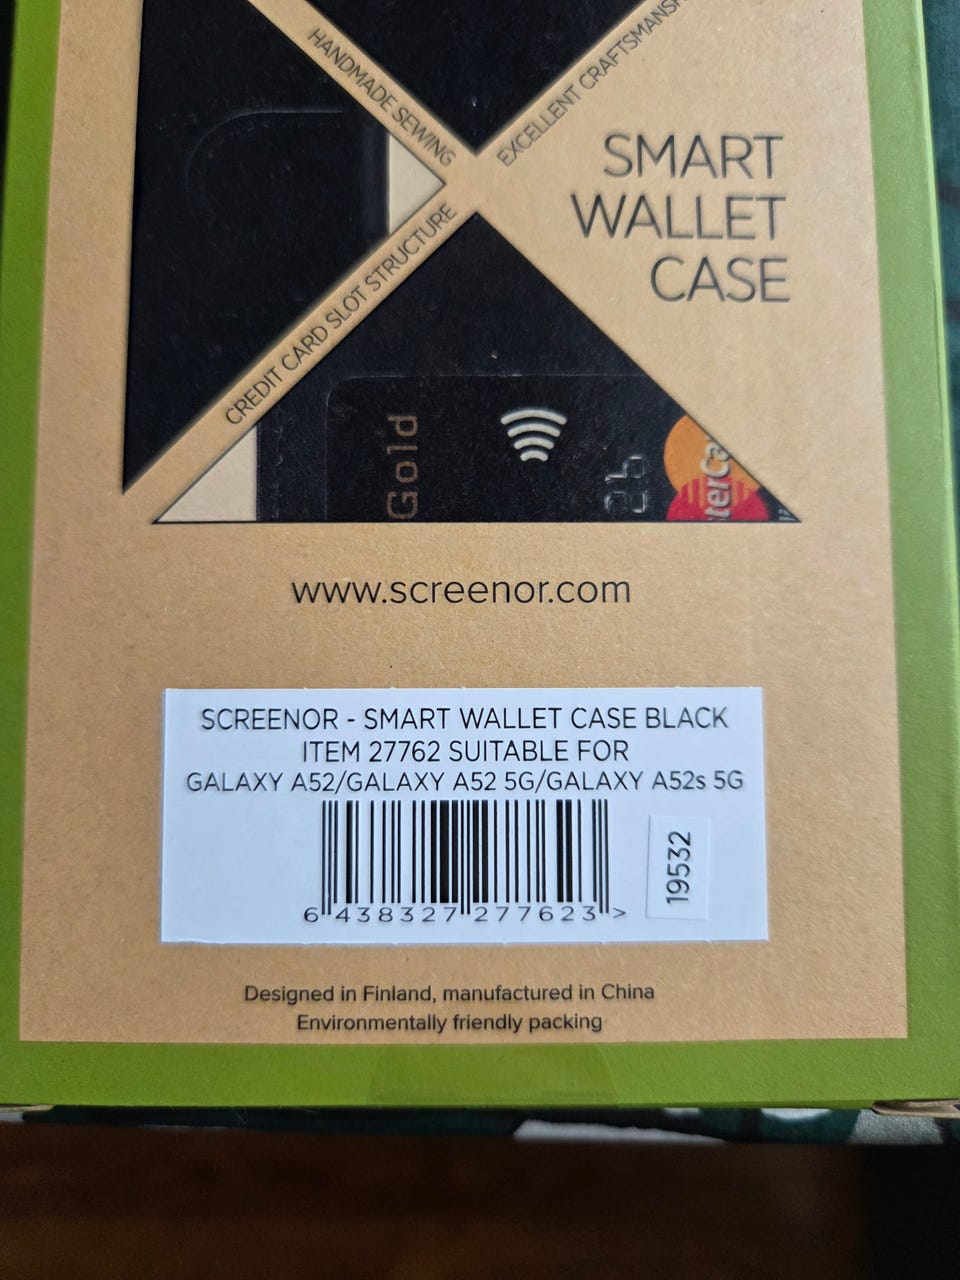 HANDMADE SEWING
EXCELLENT
SMART
WALLET
CASE
CREDIT CARD SLOT STRUCTURE
Gold
www.screenor.com
SCREENOR - SMART WALLET CASE BLACK
ITEM 27762 SUITABLE FOR
GALAXY A52/GALAXY A52 5G/GALAXY A52s 5G
19532
6 438327 277623 >
Designed in Finland, manufactured in China
Environmentally friendly packing